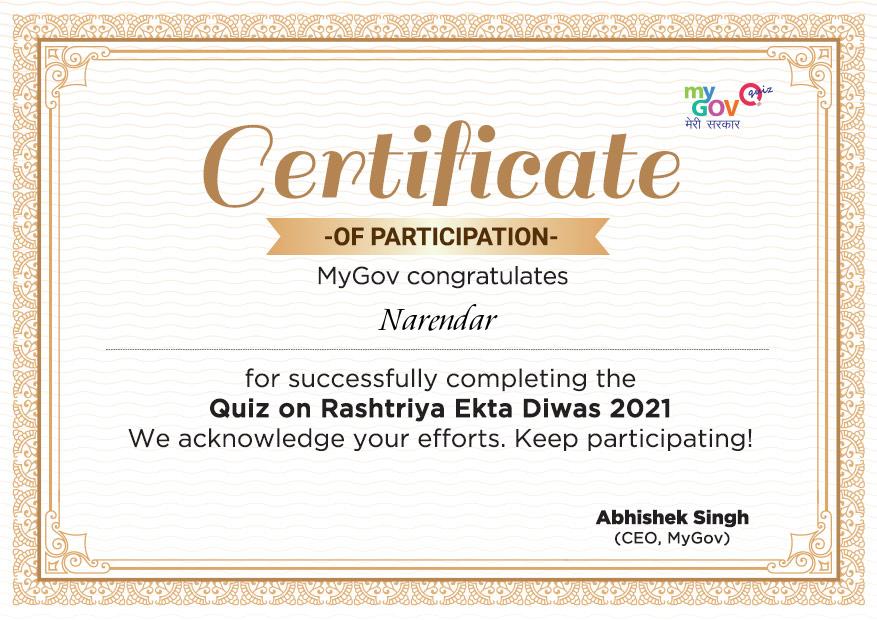 my
GOV quiz
मेरी सरकार
Certificate
-OF PARTICIPATION-
MyGov congratulates
Narendar
for successfully completing the
Quiz on Rashtriya Ekta Diwas 2021
We acknowledge your efforts. Keep participating!
Abhishek Singh
(CEO, MyGov)